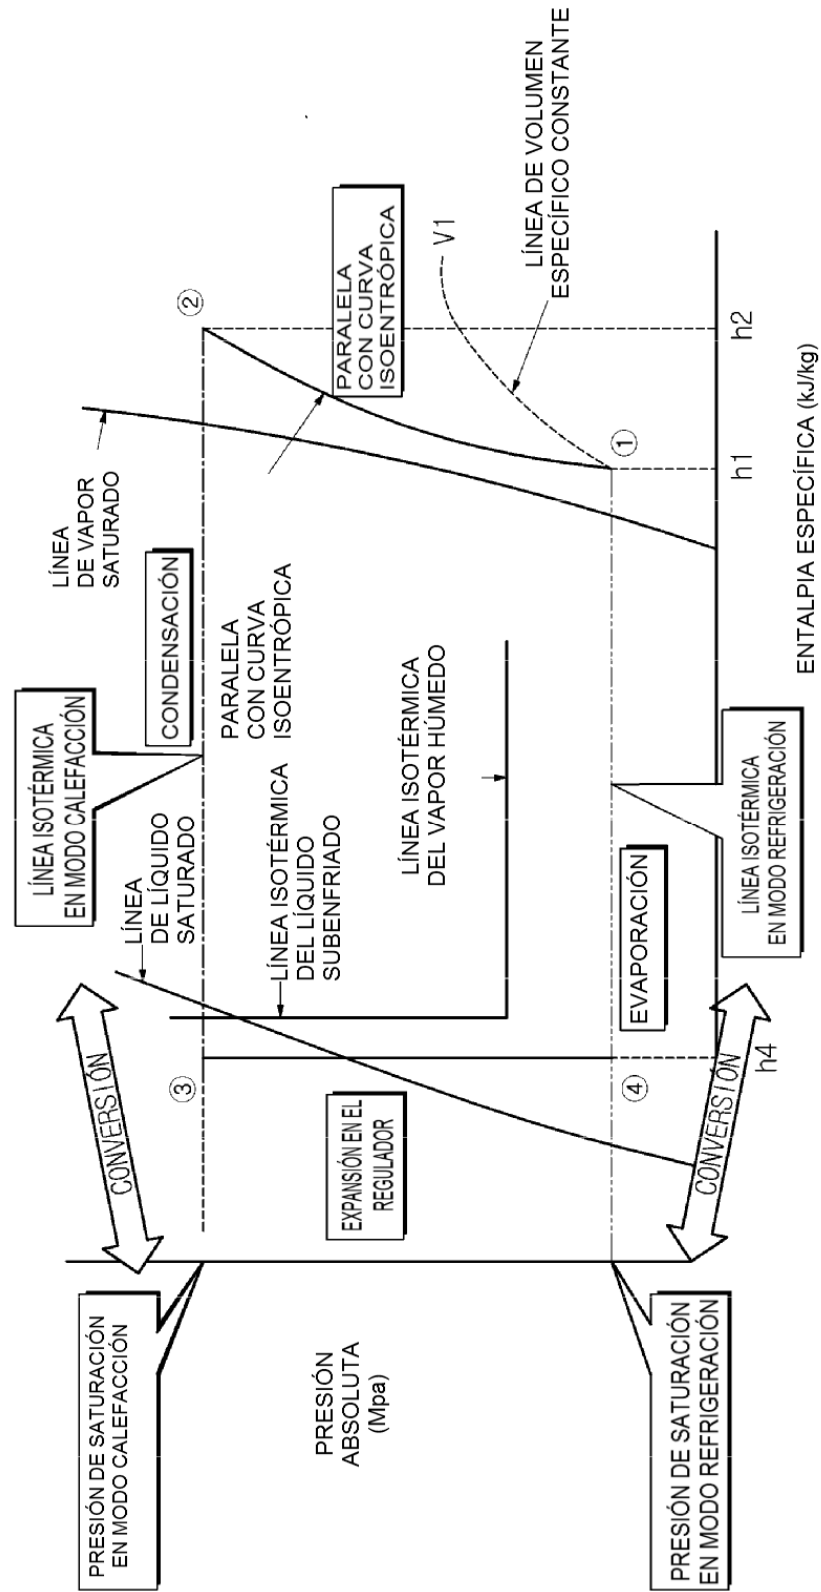 PRESIÓN DE SATURACIÓN
EN MODO CALEFACCIÓN
CONVERSIÓN
LÍNEA
DE LÍQUIDO
SATURADO
LÍNEA ISOTÉRMICA
EN MODO CALEFACCIÓN
CONDENSACIÓN
LÍNEA
DE VAPOR
SATURADO
③
②
PARALELA
CON CURVA
ISOENTRÓPICA
PARALELA
CON CURVA
ISOENTRÓPICA
LÍNEA ISOTÉRMICA
DEL LÍQUIDO
SUBENFRIADO
PRESIÓN
ABSOLUTA
(Mpa)
EXPANSIÓN EN EL
REGULADOR
LÍNEA ISOTÉRMICA
DEL VAPOR HÚMEDO
V1
LÍNEA DE VOLUMEN
ESPECÍFICO CONSTANTE
④
①
EVAPORACIÓN
PRESIÓN DE SATURACIÓN
EN MODO REFRIGERACIÓN
CONVERSIÓN
h4
LÍNEA ISOTÉRMICA
EN MODO REFRIGERACIÓN
h1
h2
ENTALPIA ESPECÍFICA (kJ/kg)